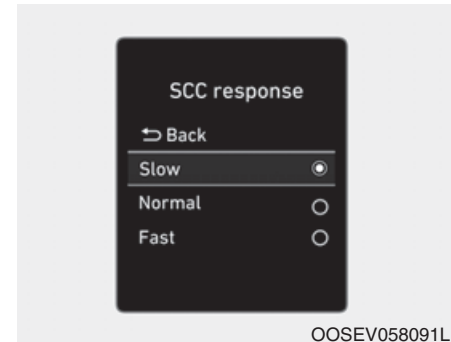 SCC response
Back
Slow
Normal
Fast
OOSEV058091L